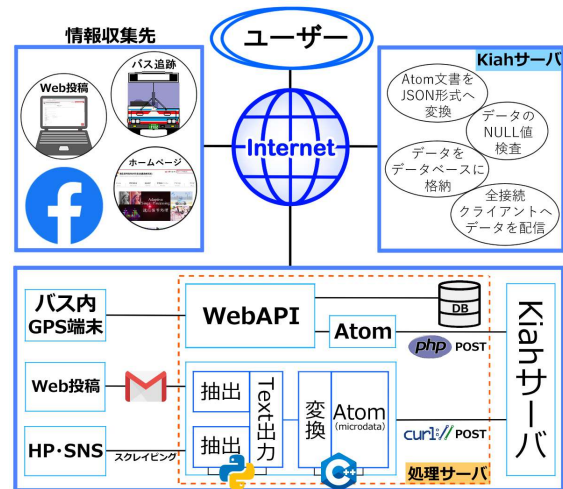 情報収集先
Web投稿
バス追跡
ホームページ
ユーザー
Internet
Kiahサーバ
Atom文書を
JSON形式へ
変換
データの
NULL値
検査
データを
データベースに
格納
全接続
クライアントへ
データを配信
バス内
GPS端末
WebAPI
DB
Atom
php POST
Web投稿
抽出
抽出
Text出力
変換
Atom
(microdata)
curl:// POST
HP・SNS
スクレイピング
C++
処理サーバ
Kiahサーバ